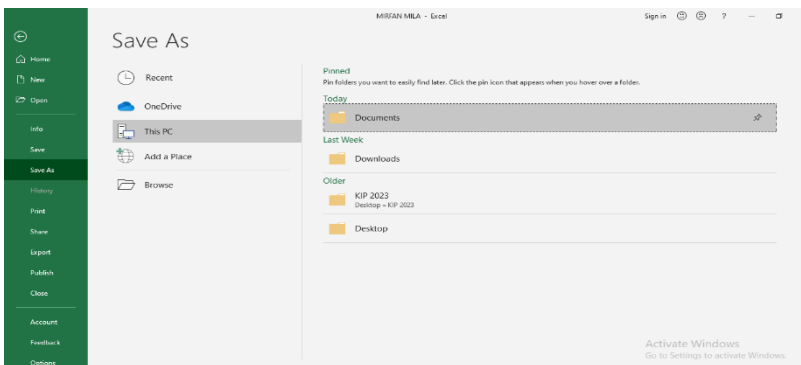 MIRFAN MILA - Excel
Sign in
?
Save As
Home
New
Open
Info
Save
Save As
History
Print
Share
Export
Publish
Close
Account
Feedback
Options
Recent
OneDrive
This PC
Add a Place
Browse
Pinned
Pin folders you want to easily find later. Click the pin icon that appears when you hover over a folder.
Today
Documents
Last Week
Downloads
Older
KIP 2023
Desktop » KIP 2023
Desktop
Activate Windows
Go to Settings to activate Windows.